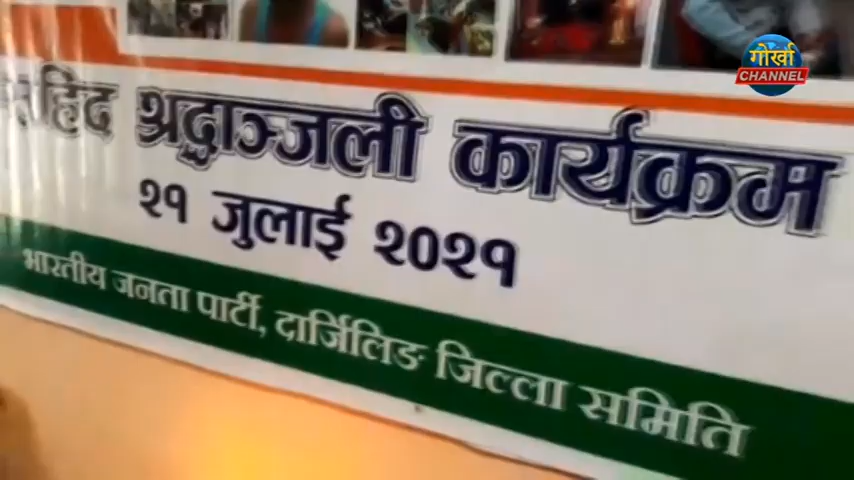 गोर्खा
CHANNEL
श्रद्धाञ्जली कार्यक्रम
२१ जुलाई २०२१
भारतीय जनता पार्टी, दार्जिलिङ जिल्ला समिति